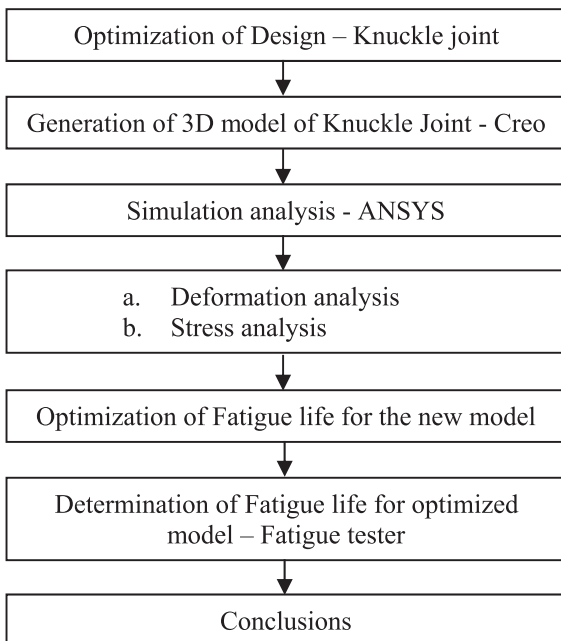 Optimization of Design – Knuckle joint
Generation of 3D model of Knuckle Joint - Creo
Simulation analysis - ANSYS
a. Deformation analysis
b. Stress analysis
Optimization of Fatigue life for the new model
Determination of Fatigue life for optimized
model – Fatigue tester
Conclusions